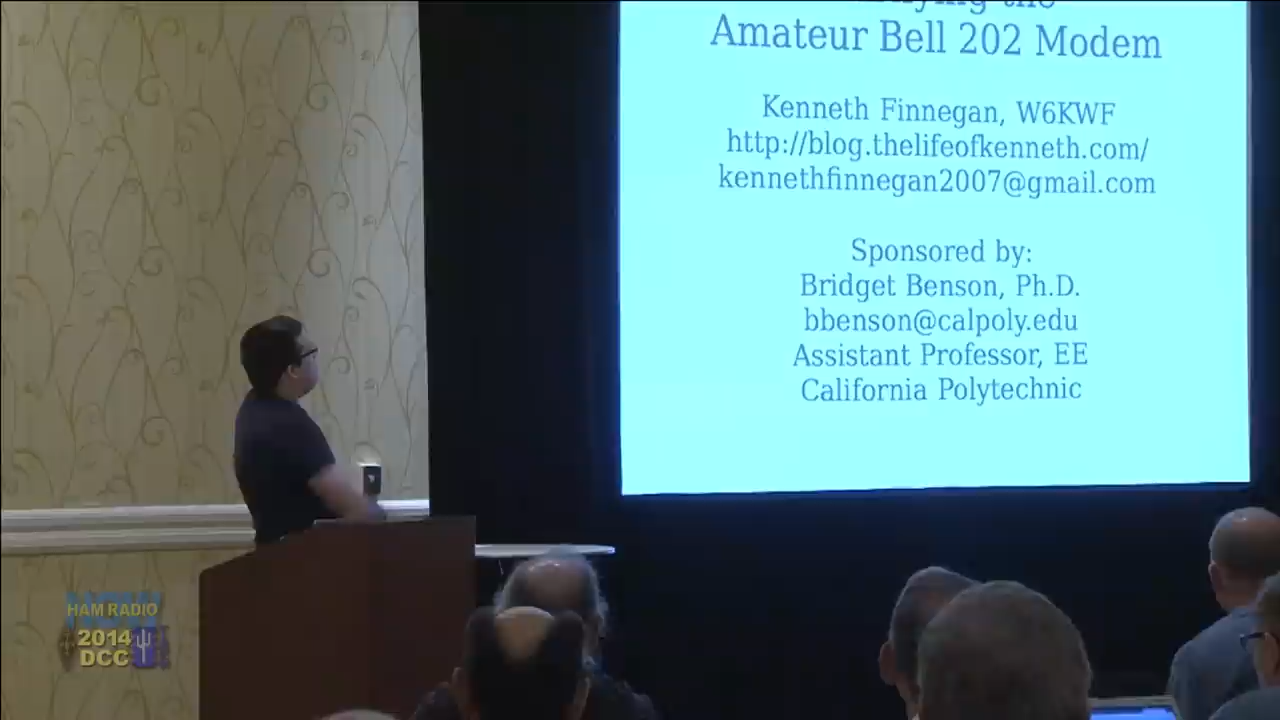 the
Amateur Bell 202 Modem
Kenneth Finnegan, W6KWF
http://blog.thelifeofkenneth.com/
kennethfinnegan2007@gmail.com
Sponsored by:
Bridget Benson, Ph.D.
bbenson@calpoly.edu
Assistant Professor, EE
California Polytechnic
HAM RADIO
2014
DCC